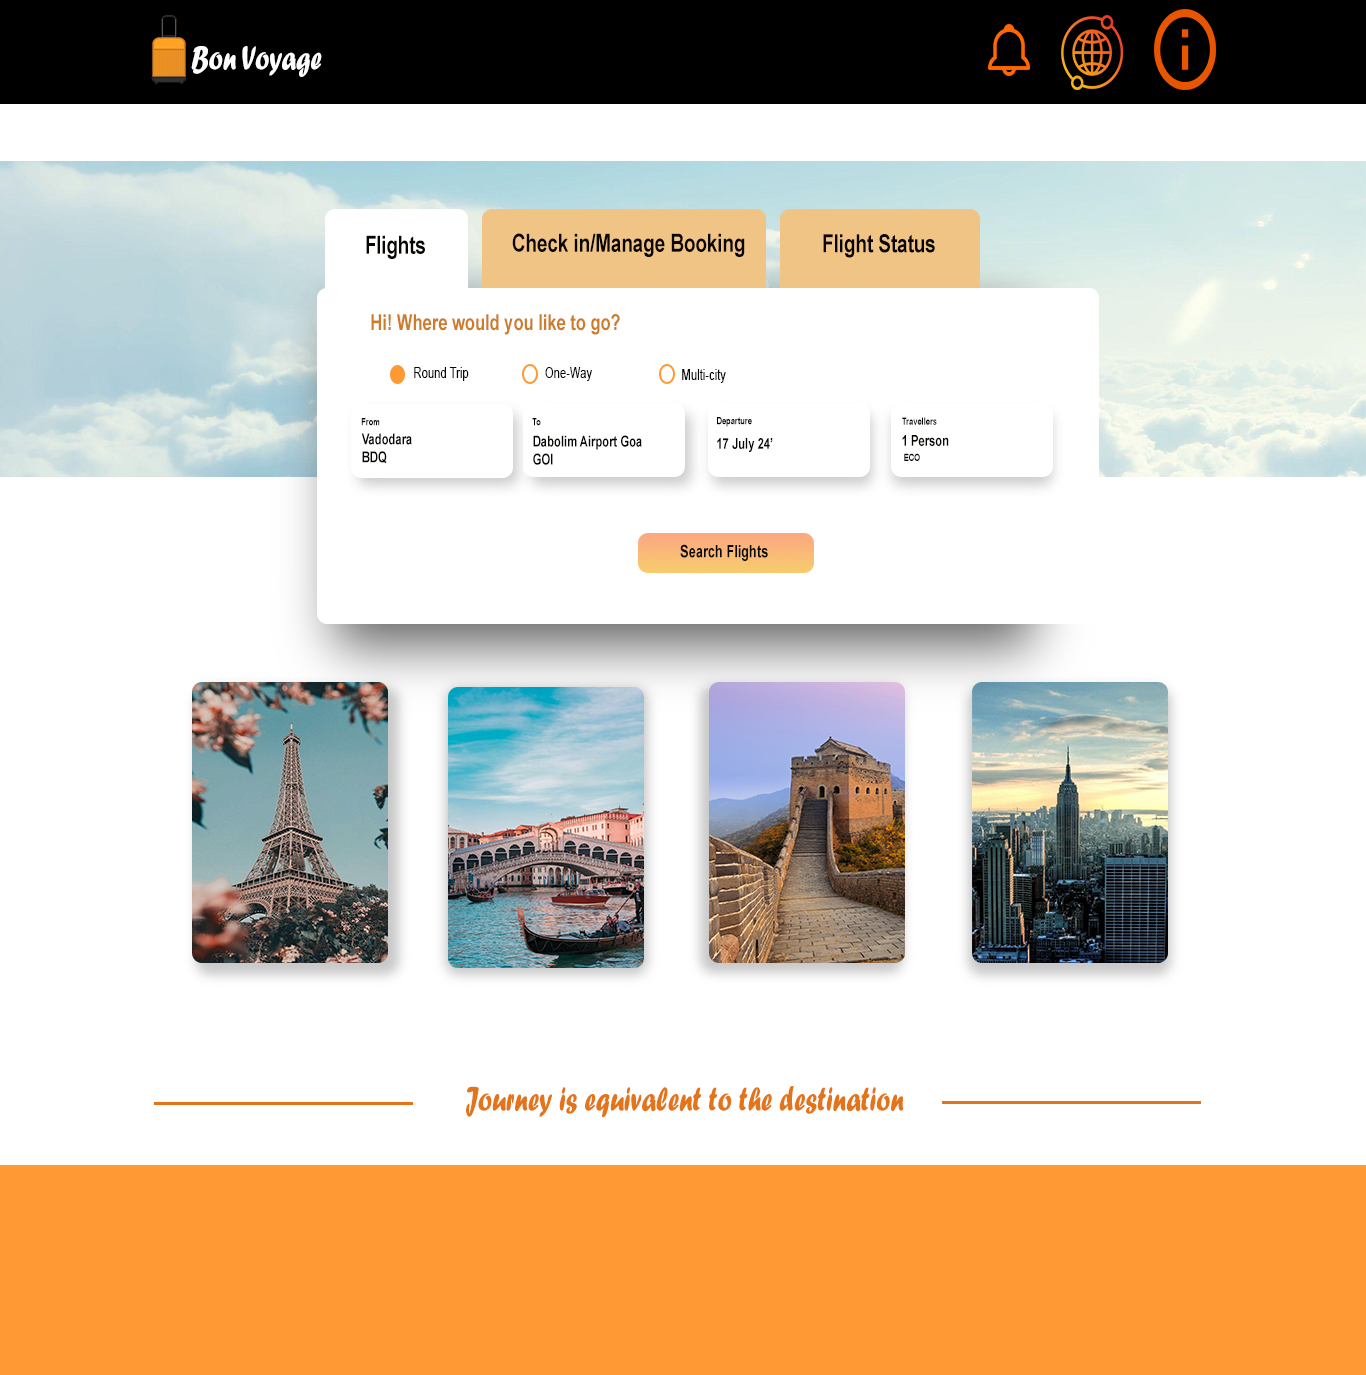 Bon Voyage
Flights
Check in/Manage Booking
Flight Status
Hi! Where would you like to go?
Round Trip
One-Way
Multi-city
From
Vadodara
BDQ
To
Dabolim Airport Goa
GOI
Departure
17 July 24'
Travellers
1 Person
ECO
Search Flights
Journey is equivalent to the destination